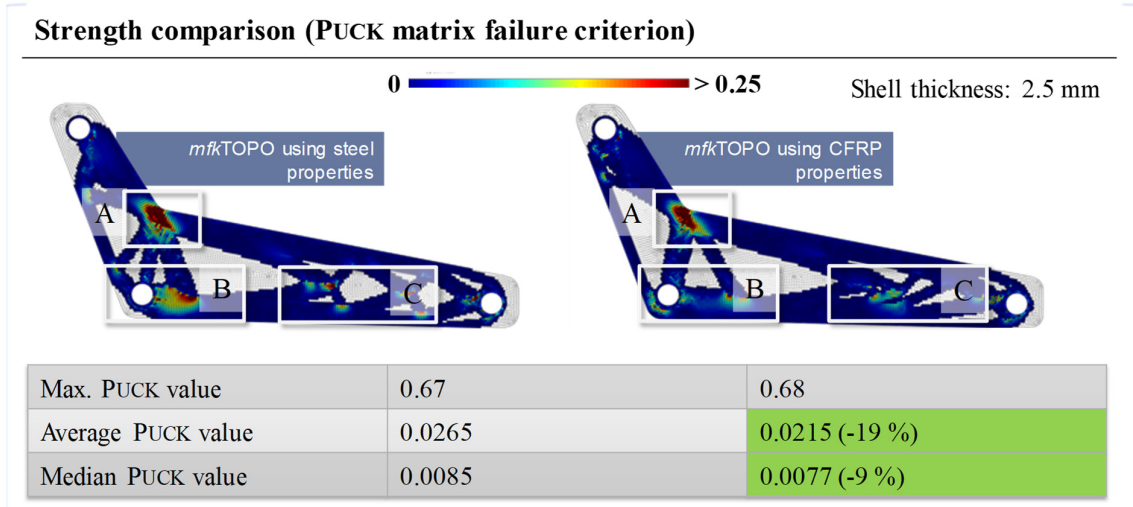 Strength comparison (PUCK matrix failure criterion)
0 > 0.25
Shell thickness: 2.5 mm
mfkTOPO using steel
properties
mfkTOPO using CFRP
properties
A
B
C
A
B
C
Max. PUCK value 0.67 0.68
Average PUCK value 0.0265 0.0215 (-19 %)
Median PUCK value 0.0085 0.0077 (-9 %)